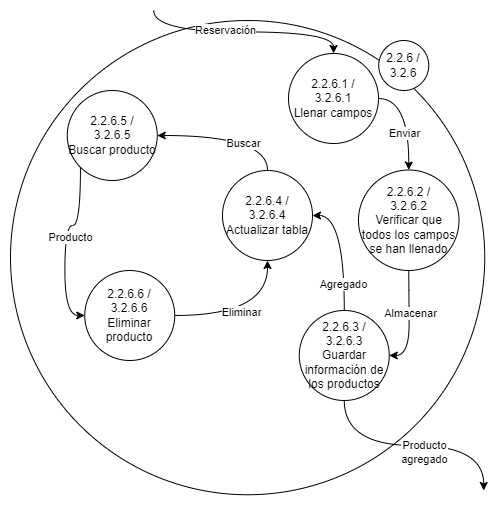 Reservación
2.2.6 /
3.2.6
2.2.6.1 /
3.2.6.1
Llenar campos
Enviar
2.2.6.5 /
3.2.6.5
Buscar producto
Buscar
2.2.6.4 /
3.2.6.4
Actualizar tabla
2.2.6.2 /
3.2.6.2
Verificar que
todos los campos
se han llenado
Producto
2.2.6.6 /
3.2.6.6
Eliminar
producto
Eliminar
Agregado
Almacenar
2.2.6.3 /
3.2.6.3
Guardar
información de
los productos
Producto
agregado